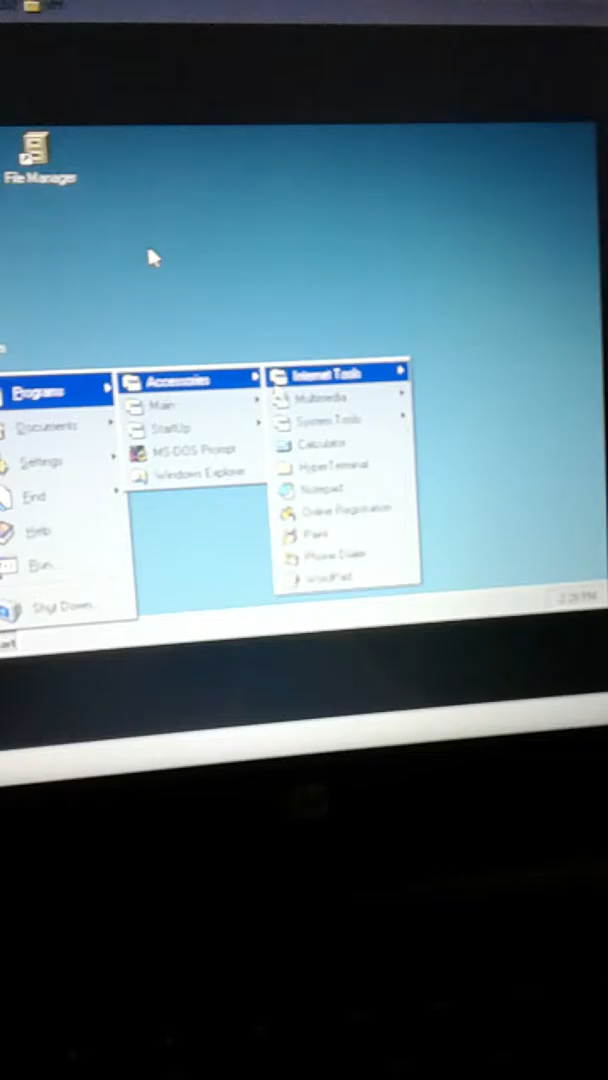 File Manager
Programs
Documents
Settings
Find
Help
Run...
Shut Down...
Accessories
Main
StartUp
MS-DOS Prompt
Windows Explorer
Internet Tools
Multimedia
System Tools
Calculator
HyperTerminal
Notepad
Online Registration
Paint
Phone Dialer
WordPad